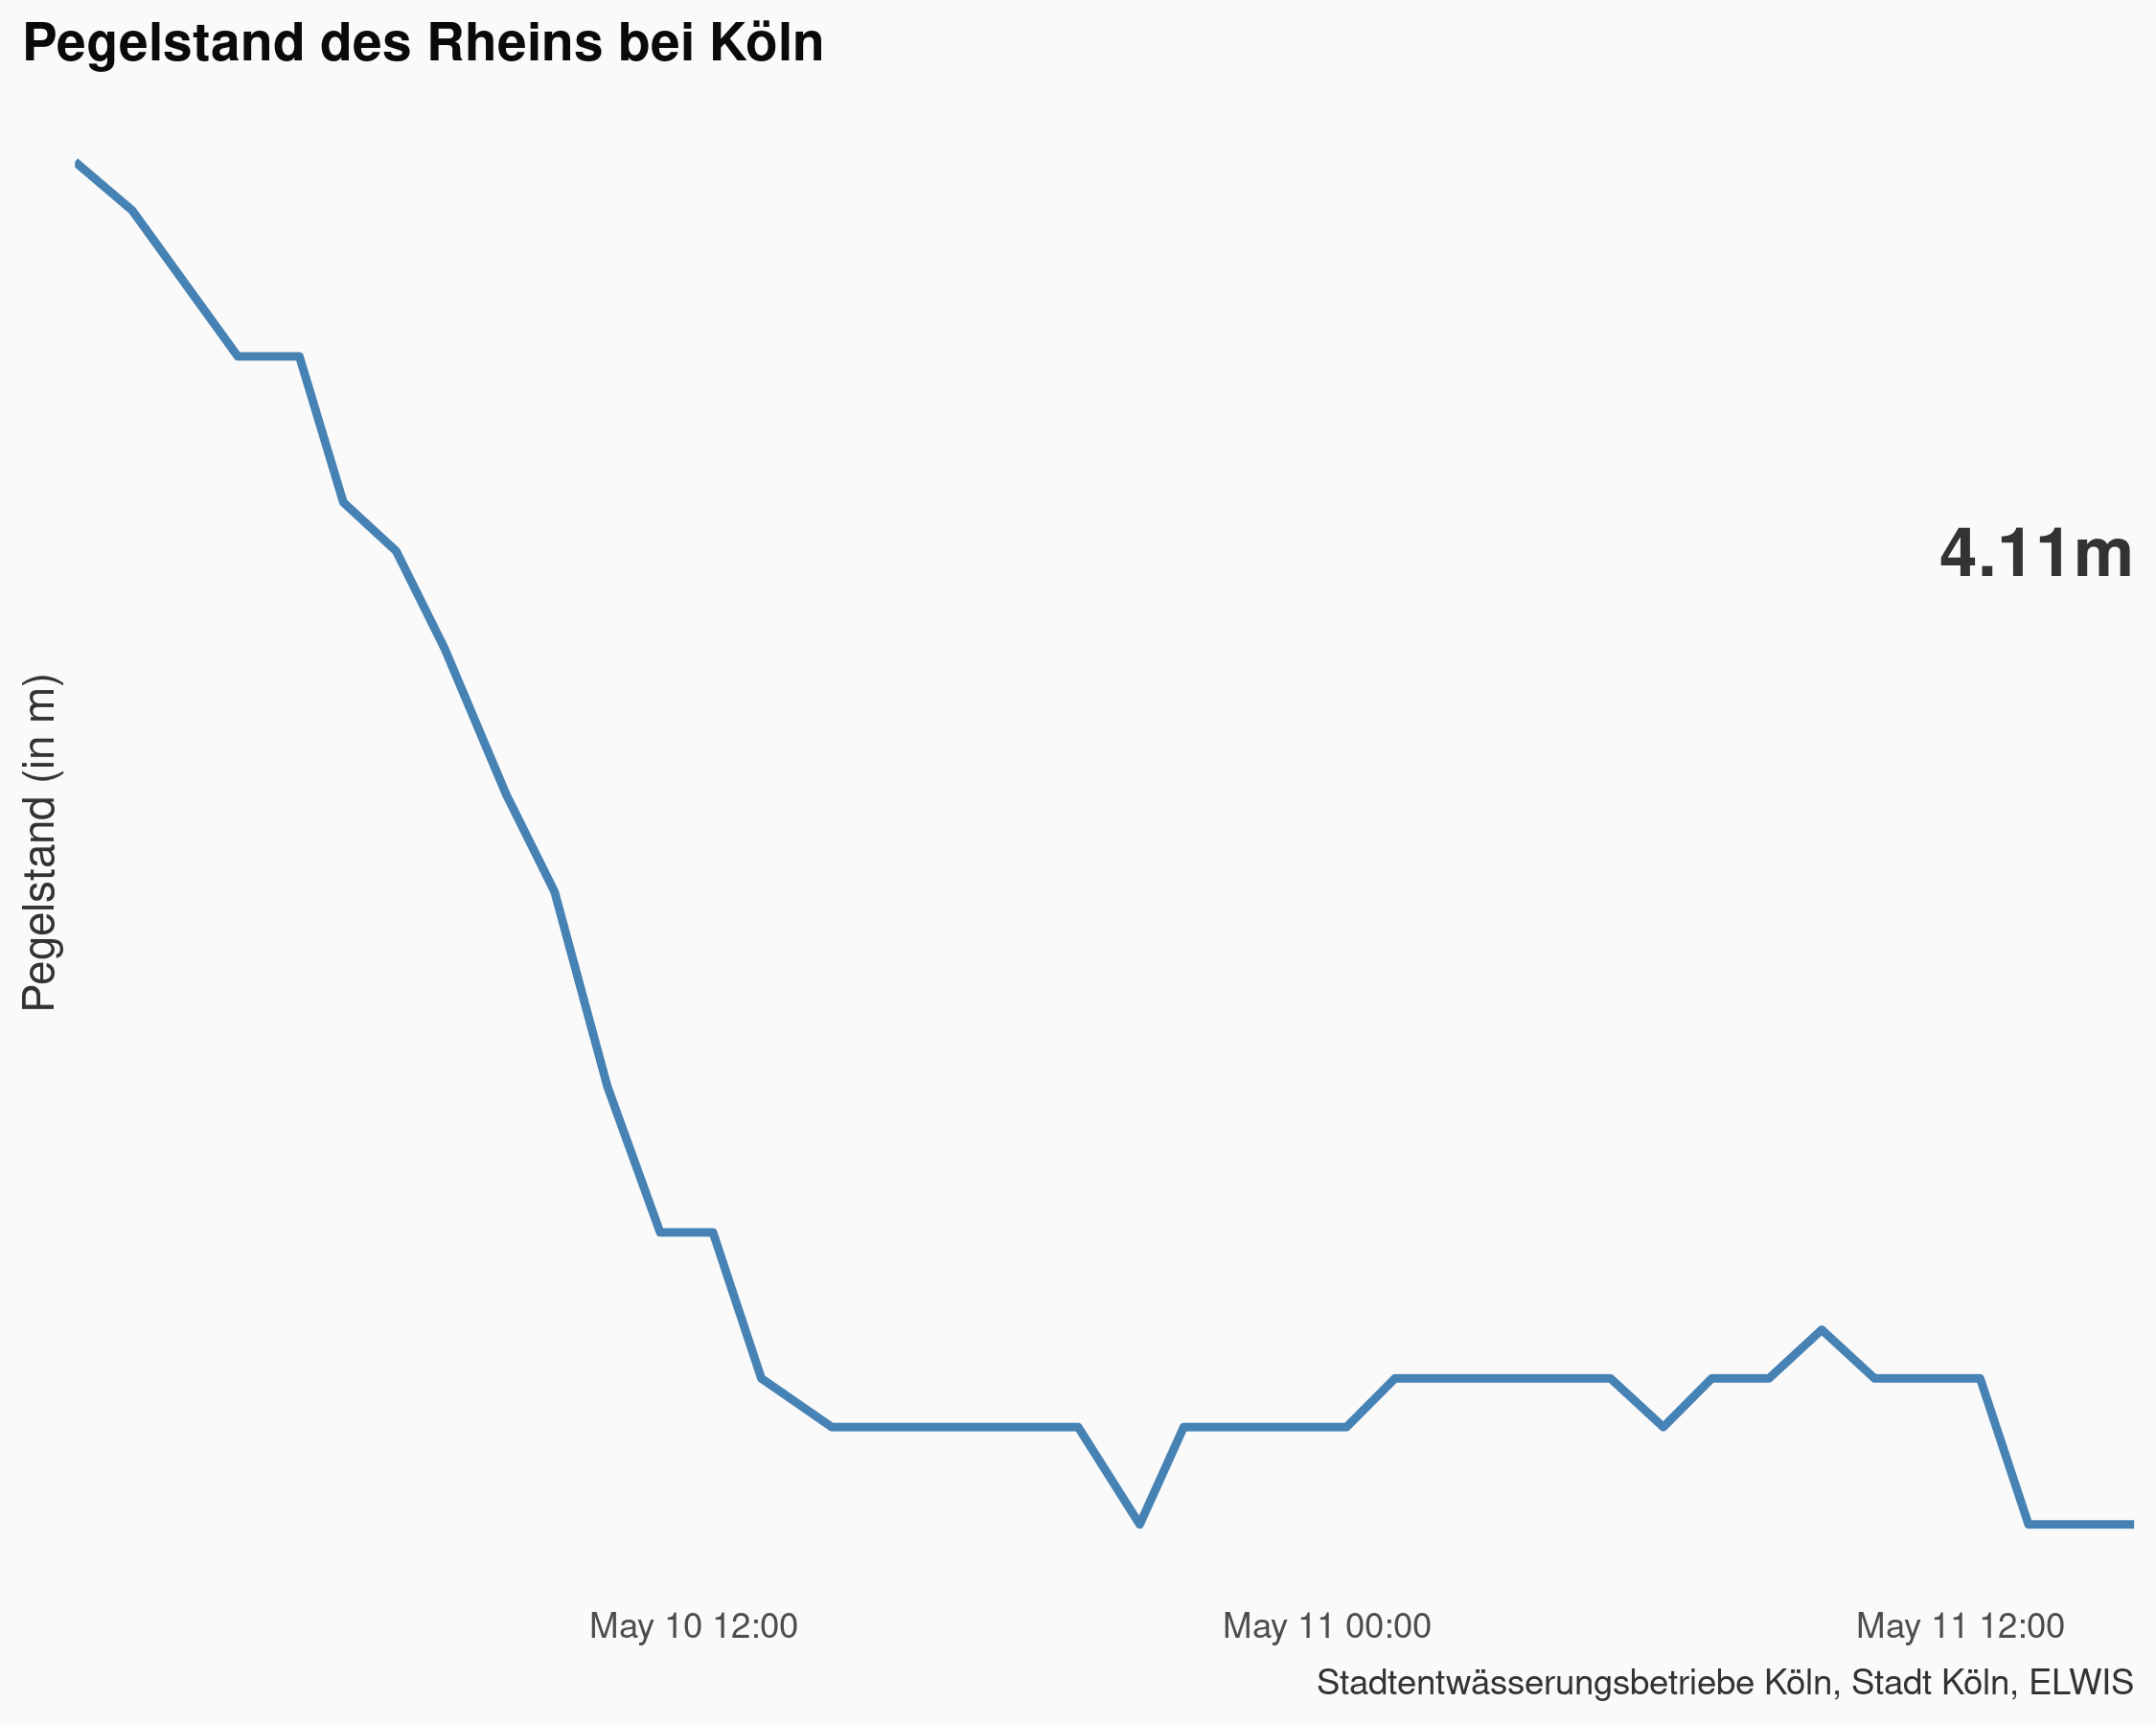 Pegelstand des Rheins bei Köln
4.11m
Pegelstand (in m)
May 10 12:00
May 11 00:00
May 11 12:00
Stadtentwässerungsbetriebe Köln, Stadt Köln, ELWIS